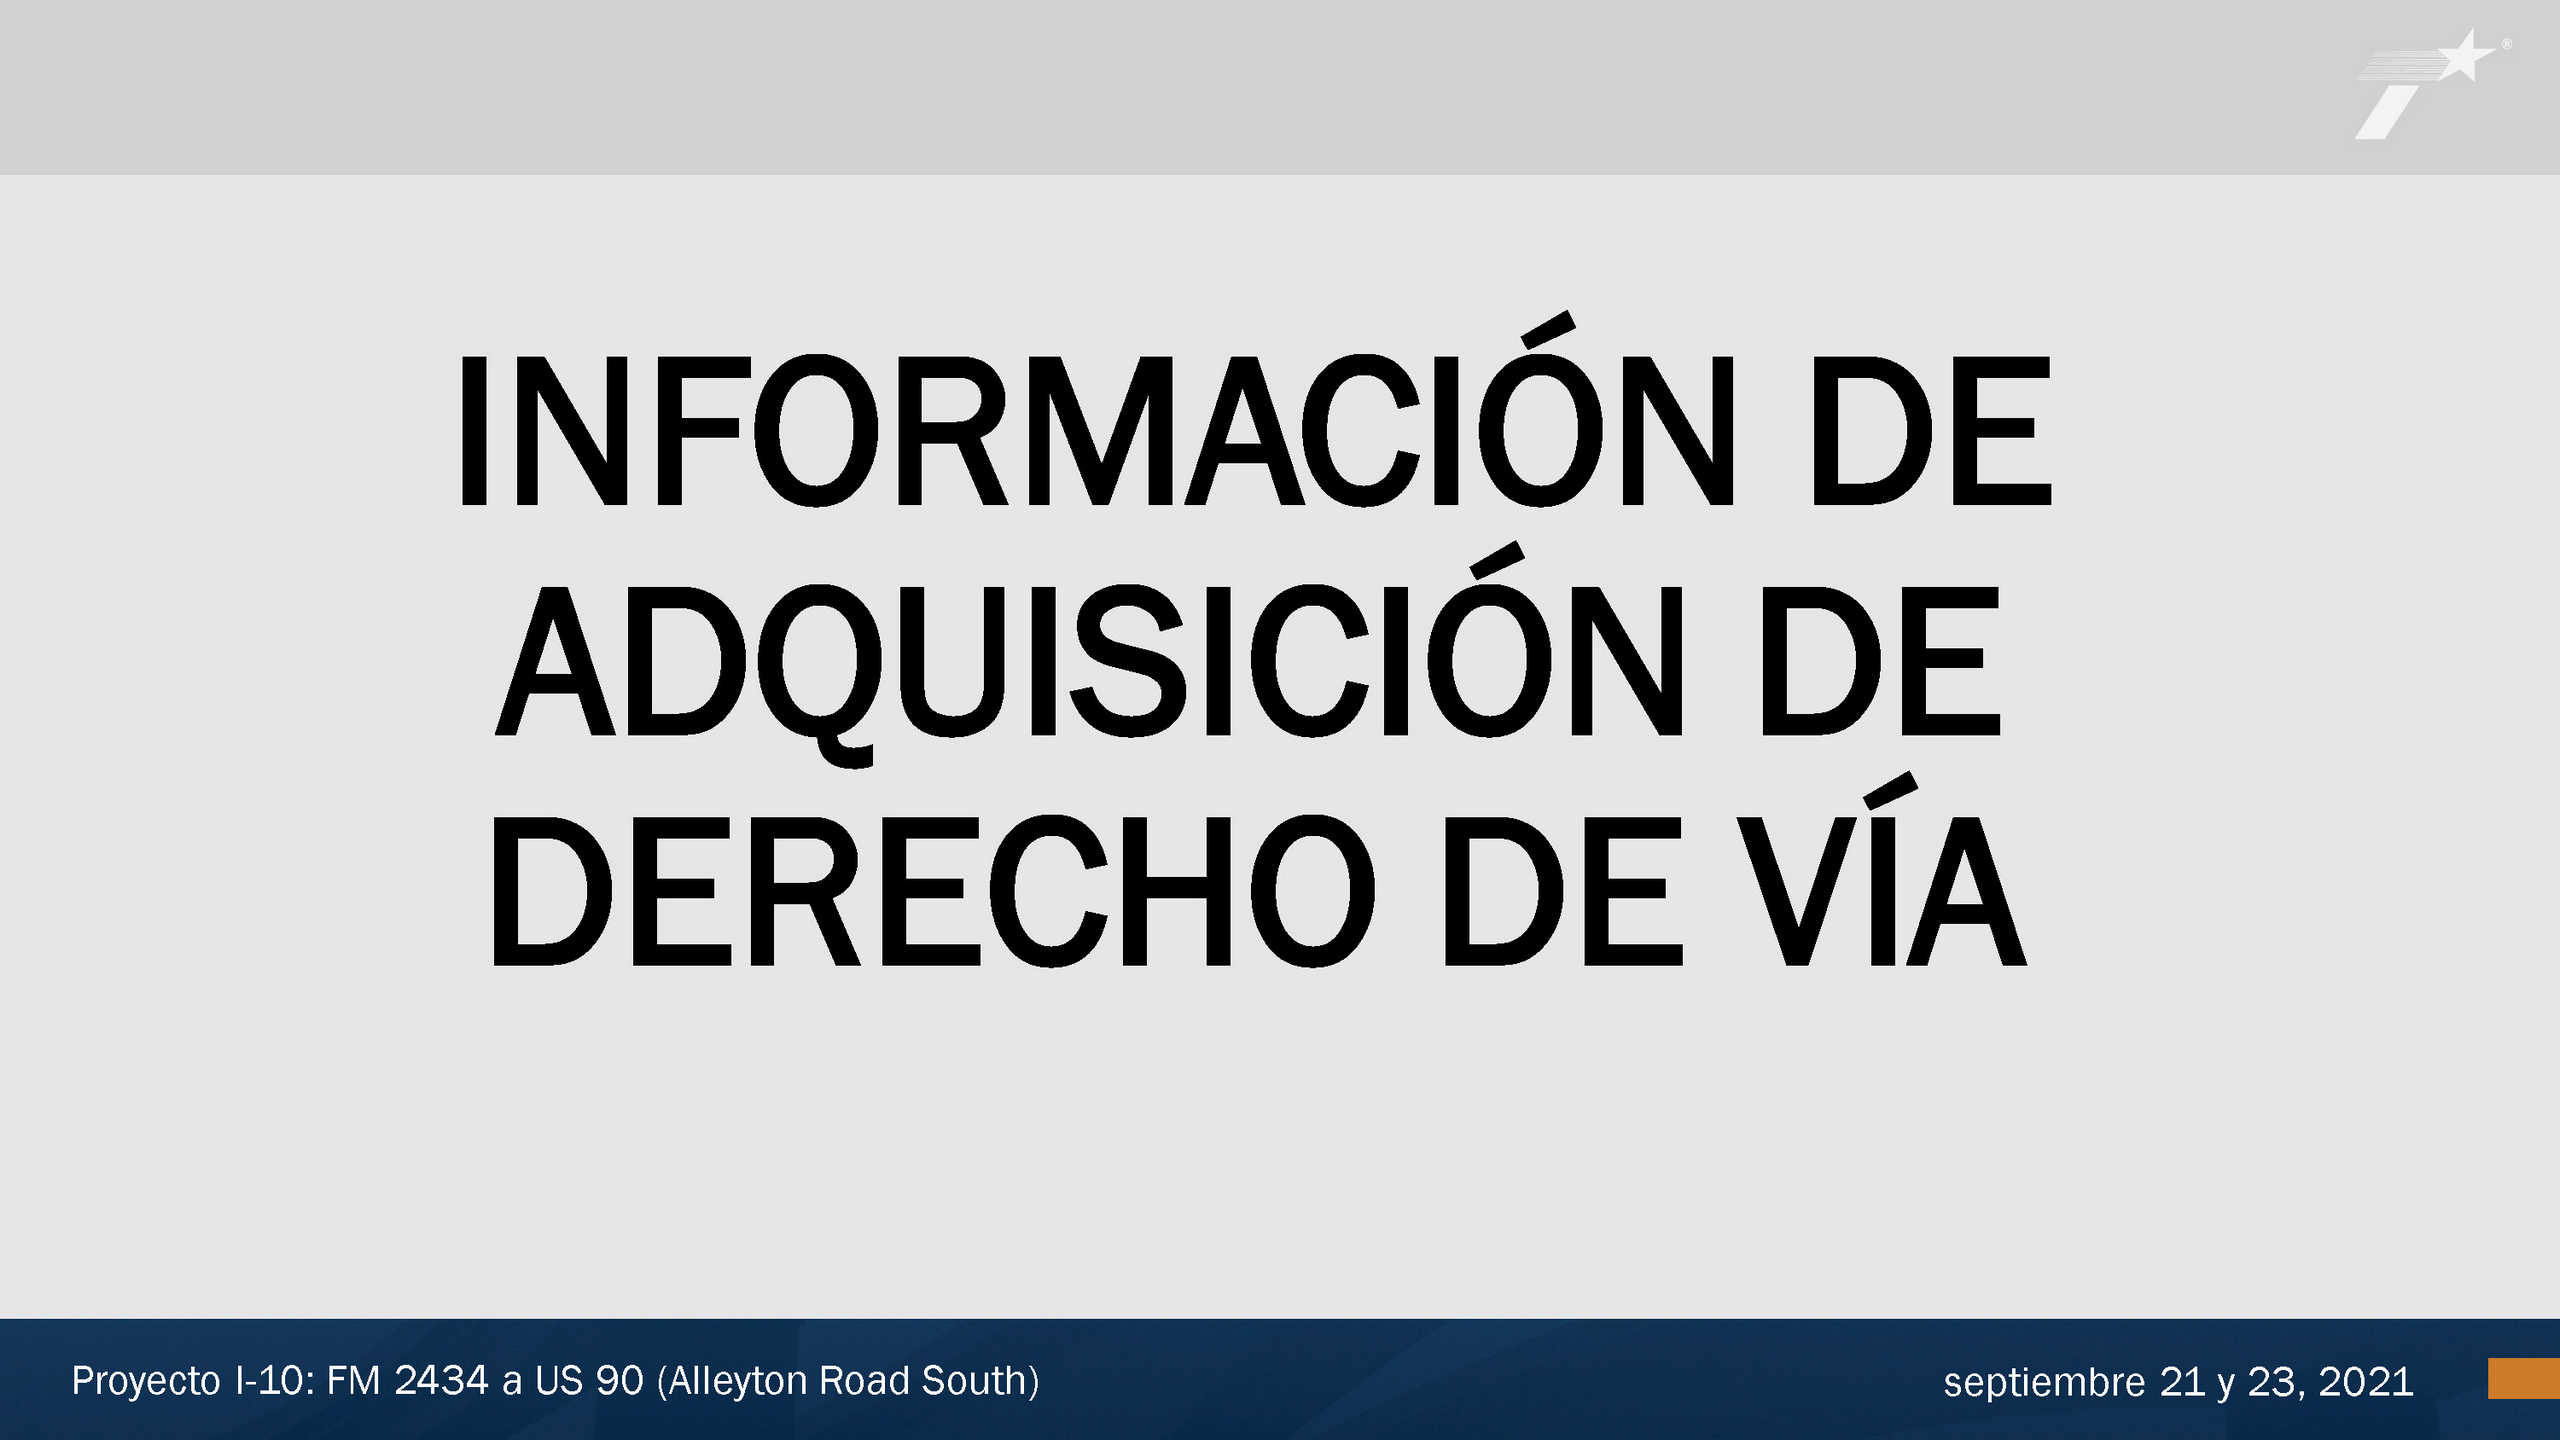 INFORMACIÓN DE
ADQUISICIÓN DE
DERECHO DE VÍA
Proyecto I-10: FM 2434 a US 90 (Alleyton Road South)
septiembre 21 y 23, 2021